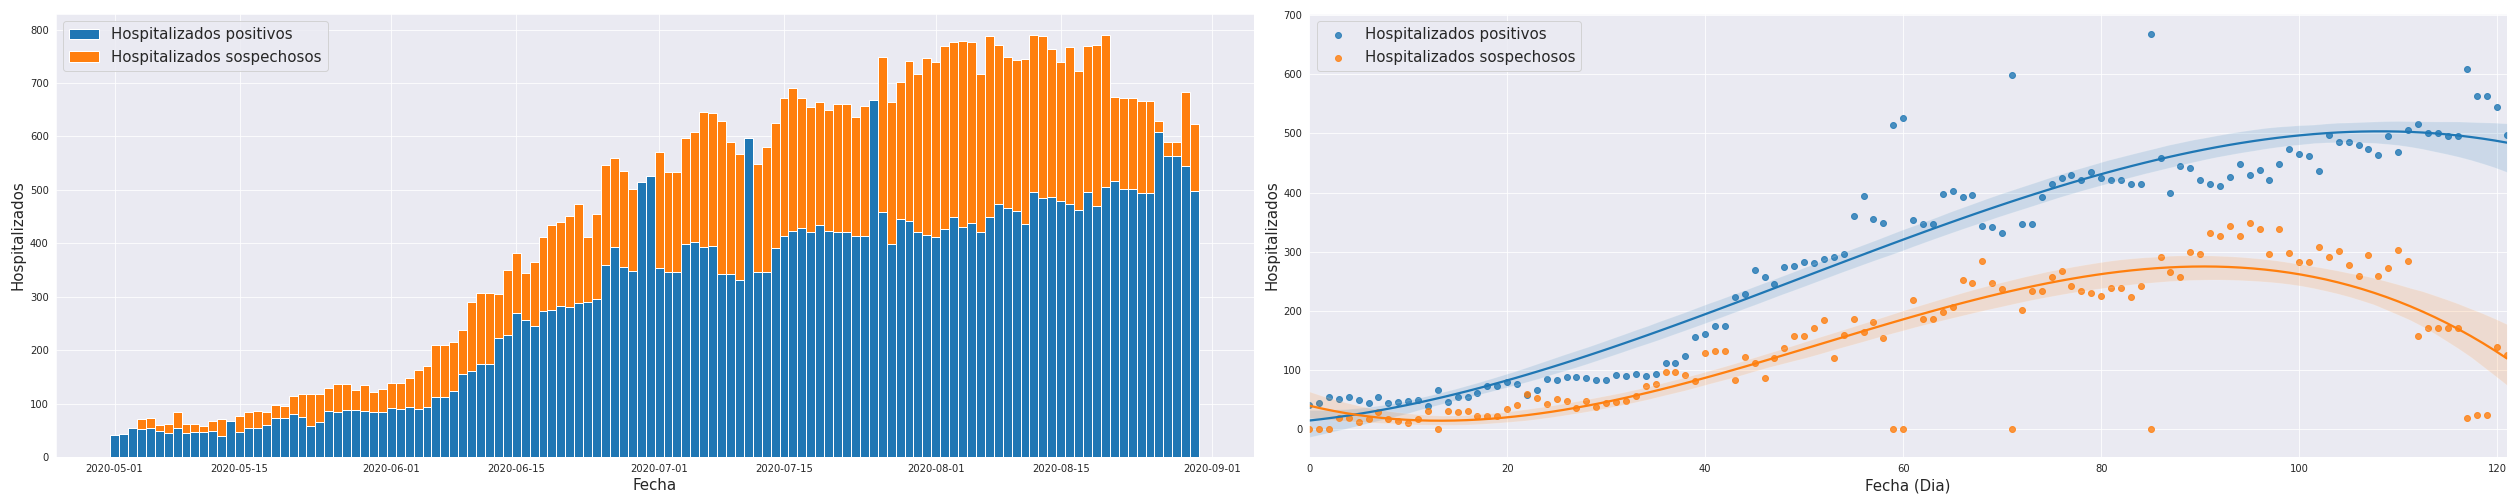 Hospitalizados positivos
Hospitalizados sospechosos
Hospitalizados
800
700
600
500
400
300
200
100
0
2020-05-01 2020-05-15 2020-06-01 2020-06-15 2020-07-01 2020-07-15 2020-08-01 2020-08-15 2020-09-01
Fecha
Hospitalizados positivos
Hospitalizados sospechosos
Hospitalizados
700
600
500
400
300
200
100
0
0 20 40 60 80 100 120
Fecha (Dia)